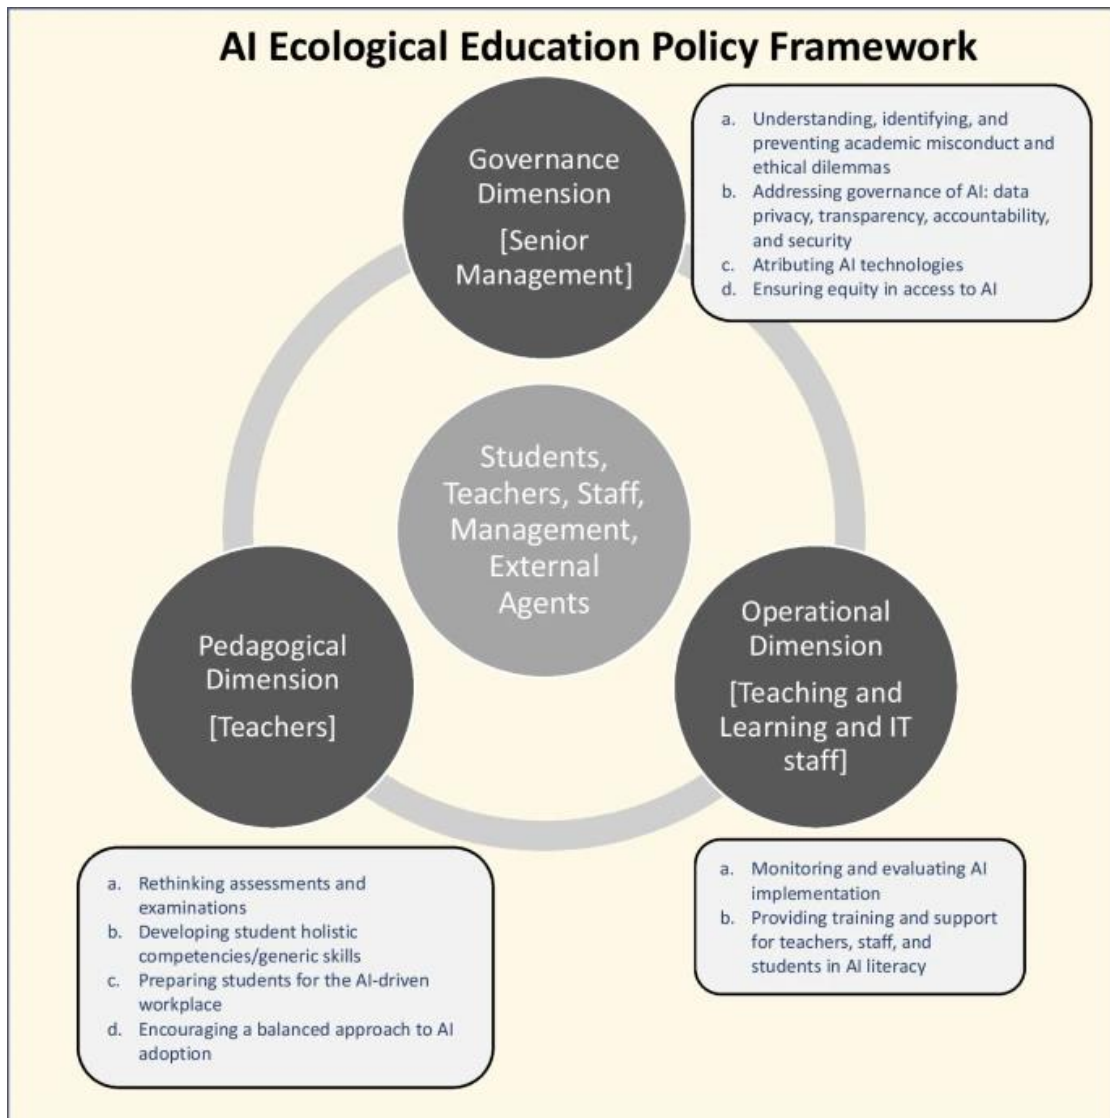 AI Ecological Education Policy Framework
Governance
Dimension
[Senior
Management]
a. Understanding, identifying, and
preventing academic misconduct and
ethical dilemmas
b. Addressing governance of AI: data
privacy, transparency, accountability,
and security
c. Atributing AI technologies
d. Ensuring equity in access to AI
Students,
Teachers, Staff,
Management,
External
Agents
Pedagogical
Dimension
[Teachers]
Operational
Dimension
[Teaching and
Learning and IT
staff]
a. Rethinking assessments and
examinations
b. Developing student holistic
competencies/generic skills
c. Preparing students for the AI-driven
workplace
d. Encouraging a balanced approach to AI
adoption
a. Monitoring and evaluating AI
implementation
b. Providing training and support
for teachers, staff, and
students in AI literacy